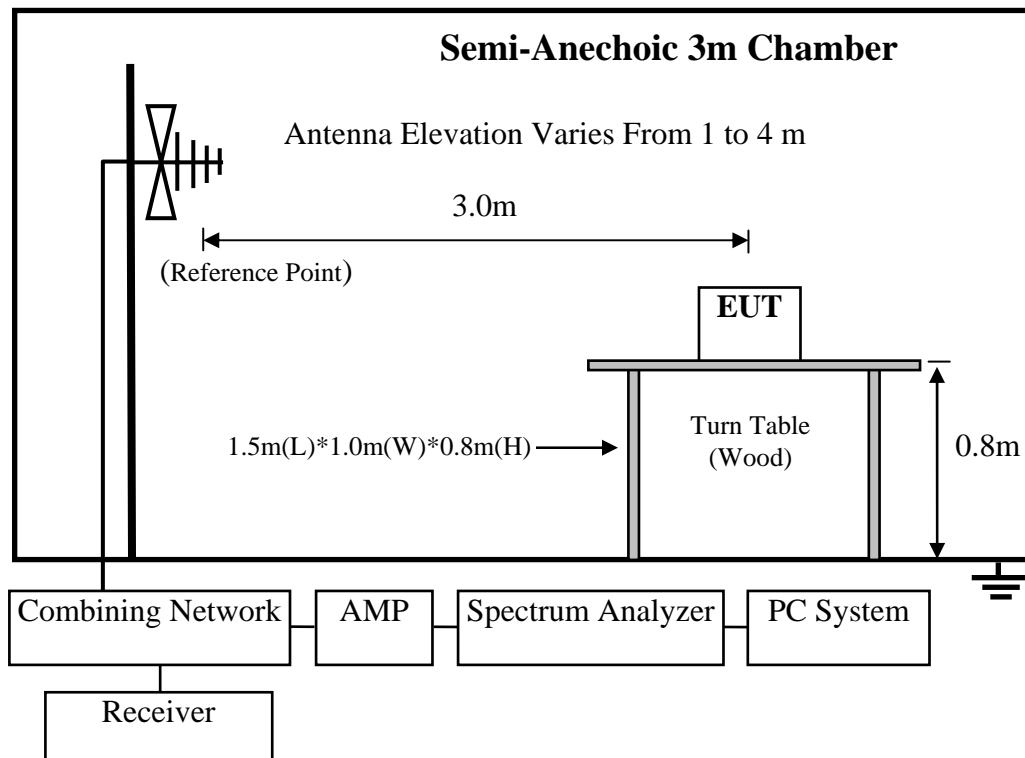 Semi-Anechoic 3m Chamber
Antenna Elevation Varies From 1 to 4 m
3.0m
(Reference Point)
EUT
1.5m(L)*1.0m(W)*0.8m(H)
Turn Table
(Wood)
0.8m
Combining Network
AMP
Spectrum Analyzer
PC System
Receiver